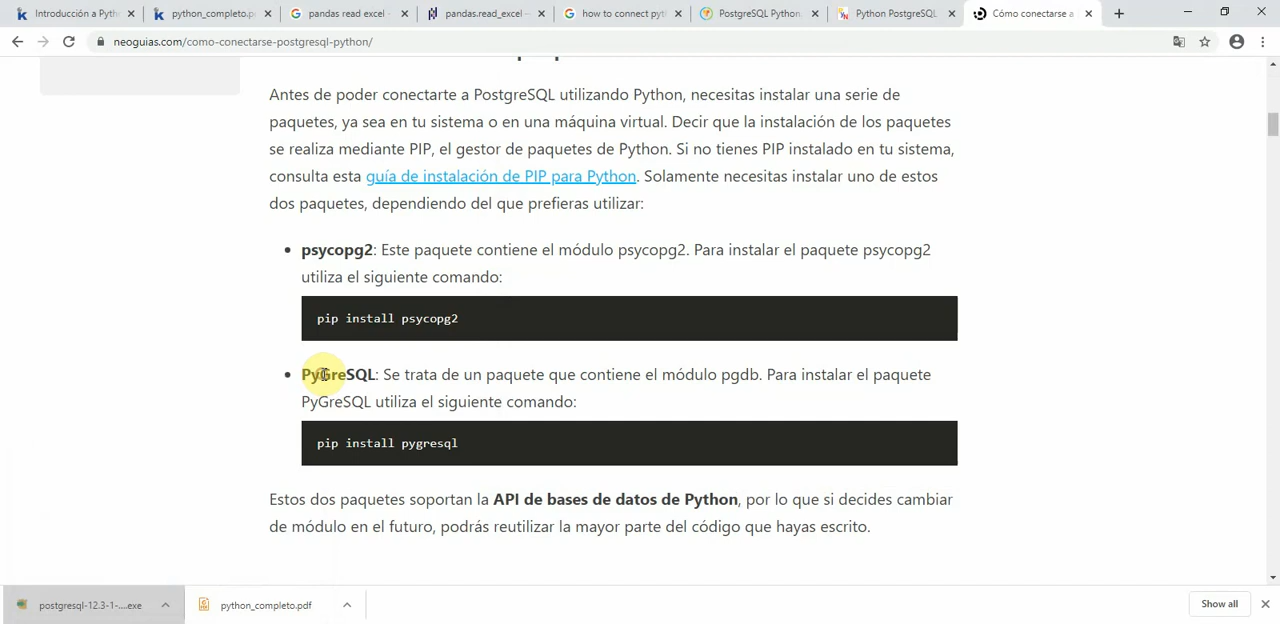 Introducción a Pyth
python_completo.p
pandas read excel -
pandas.read_excel –
how to connect pyt
PostgreSQL Python
Python PostgreSQL
Cómo conectarse a
neoguias.com/como-conectarse-postgresql-python/
Antes de poder conectarte a PostgreSQL utilizando Python, necesitas instalar una serie de
paquetes, ya sea en tu sistema o en una máquina virtual. Decir que la instalación de los paquetes
se realiza mediante PIP, el gestor de paquetes de Python. Si no tienes PIP instalado en tu sistema,
consulta esta guía de instalación de PIP para Python. Solamente necesitas instalar uno de estos
dos paquetes, dependiendo del que prefieras utilizar:
psycopg2: Este paquete contiene el módulo psycopg2. Para instalar el paquete psycopg2
utiliza el siguiente comando:
pip install psycopg2
PyGreSQL: Se trata de un paquete que contiene el módulo pgdb. Para instalar el paquete
PyGreSQL utiliza el siguiente comando:
pip install pygresql
Estos dos paquetes soportan la API de bases de datos de Python, por lo que si decides cambiar
de módulo en el futuro, podrás reutilizar la mayor parte del código que hayas escrito.
postgresql-12.3-1-....exe
python_completo.pdf
Show all